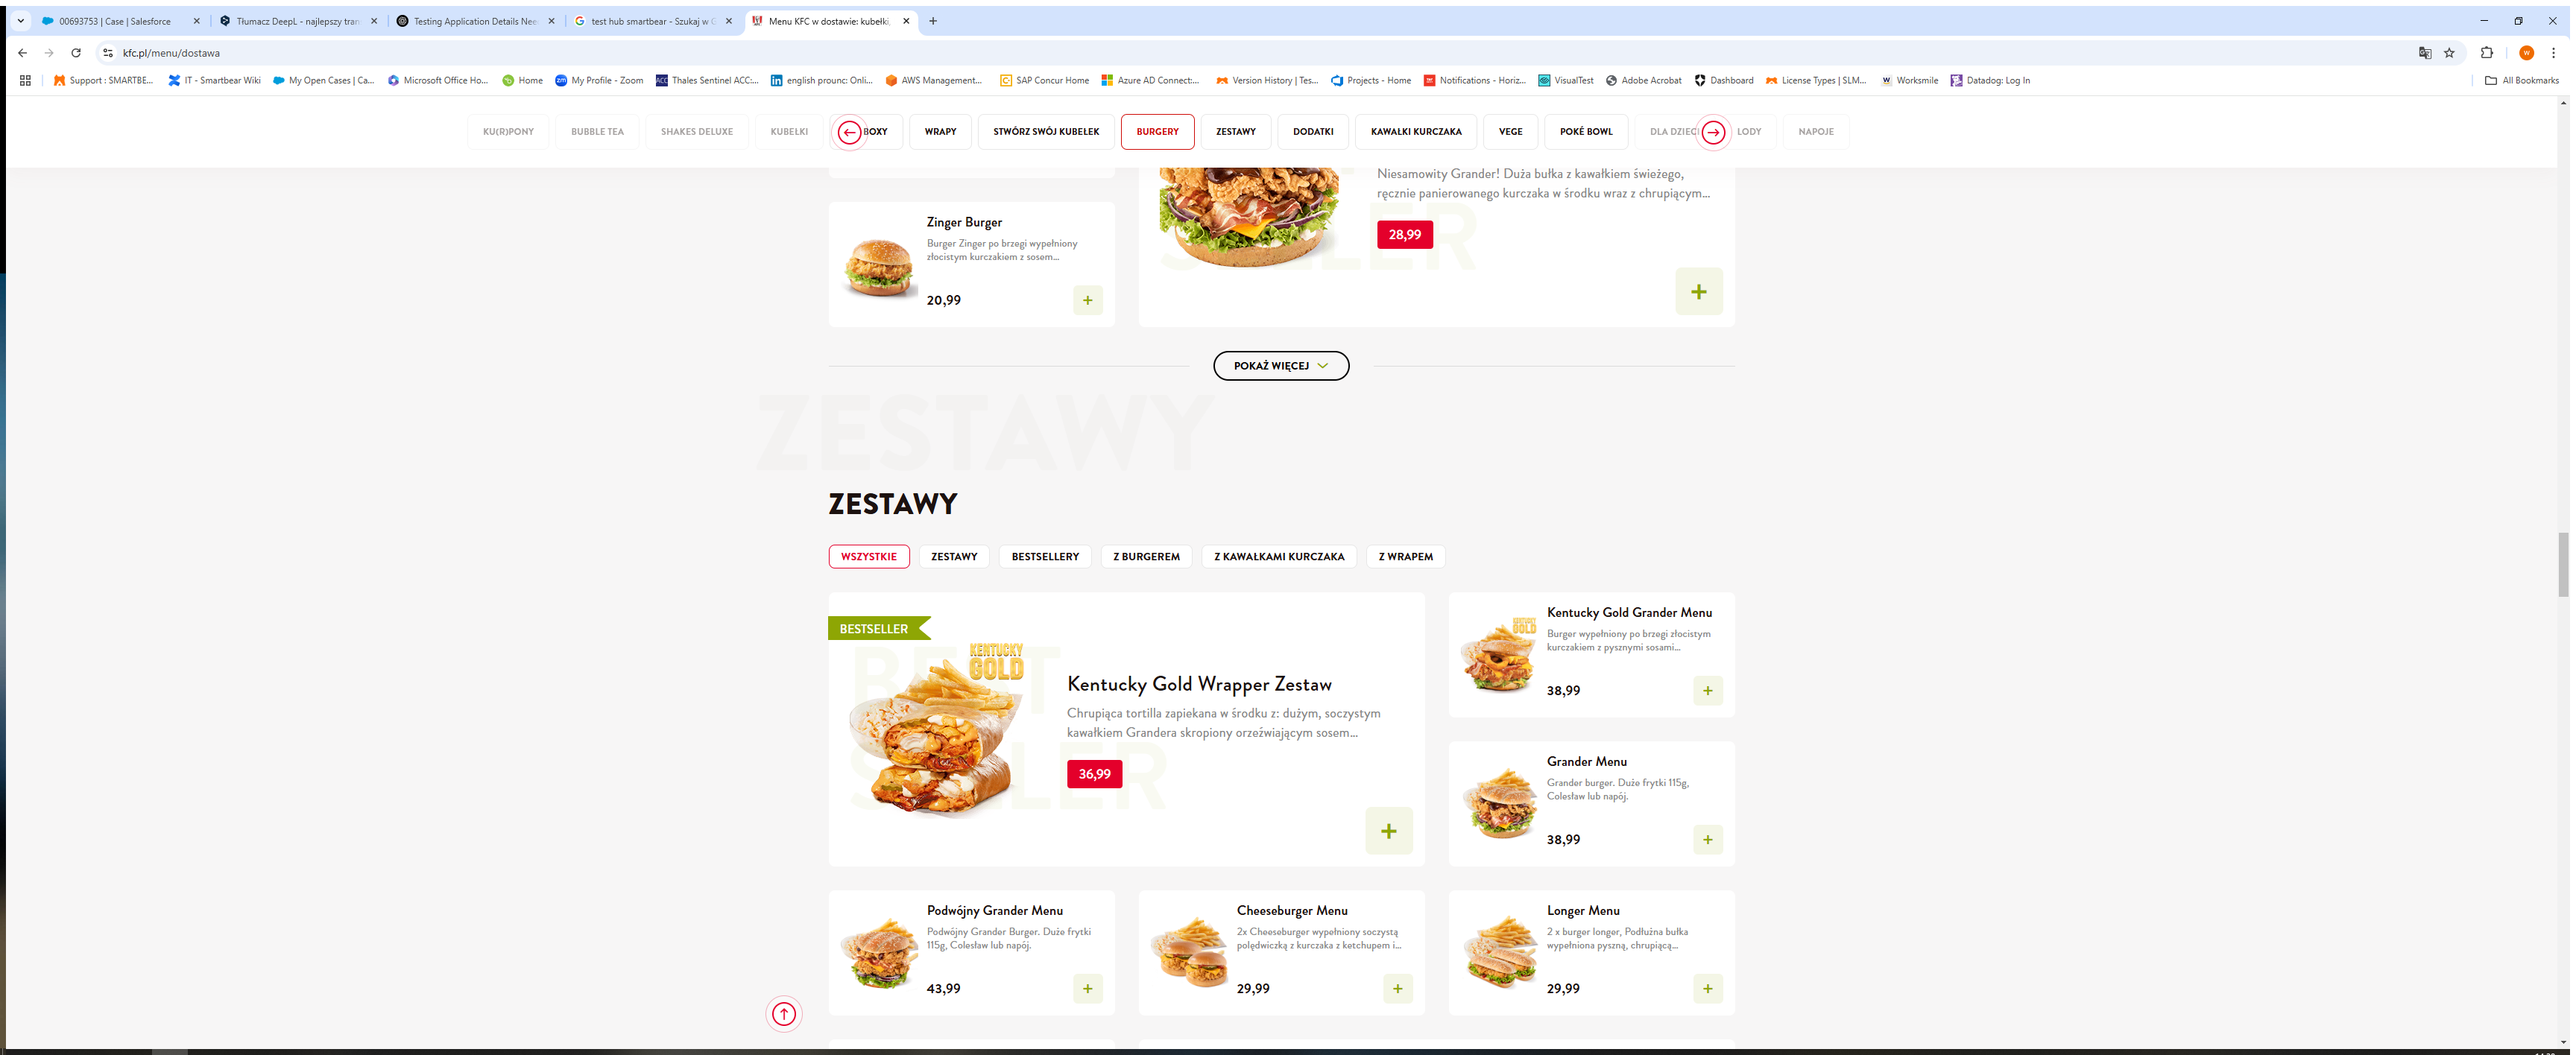 00693753 | Case | Salesforce
Tłumacz DeepL - najlepszy tran
Testing Application Details Nee
test hub smartbear - Szukaj w G
Menu KFC w dostawie: kubełki,
kfc.pl/menu/dostawa
W
Support : SMARTBE...
IT - Smartbear Wiki
My Open Cases | Ca...
Microsoft Office Ho...
Home
My Profile - Zoom
Thales Sentinel ACC:...
english prounc: Onli...
AWS Management...
SAP Concur Home
Azure AD Connect:...
Version History | Tes...
Projects - Home
Notifications - Horiz...
VisualTest
Adobe Acrobat
Dashboard
License Types | SLM...
Worksmile
Datadog: Log In
All Bookmarks
KU(R)PONY
BUBBLE TEA
SHAKES DELUXE
KUBEŁKI
BOXY
WRAPY
STWÓRZ SWÓJ KUBEŁEK
BURGERY
ZESTAWY
DODATKI
KAWAŁKI KURCZAKA
VEGE
POKÉ BOWL
DLA DZIECI
LODY
NAPOJE
Zinger Burger
Burger Zinger po brzegi wypełniony
złocistym kurczakiem z sosem...
20,99
Niesamowity Grander! Duża bułka z kawałkiem świeżego,
ręcznie panierowanego kurczaka w środku wraz z chrupiącym...
28,99
SELLER
POKAŻ WIĘCEJ
ZESTAWY
ZESTAWY
WSZYSTKIE
ZESTAWY
BESTSELLERY
Z BURGEREM
Z KAWAŁKAMI KURCZAKA
Z WRAPEM
BESTSELLER
BEST
SELLER
KENTUCKY
GOLD
Kentucky Gold Wrapper Zestaw
Chrupiąca tortilla zapiekana w środku z: dużym, soczystym
kawałkiem Grandera skropiony orzeźwiającym sosem...
36,99
KENTUCKY
GOLD
Kentucky Gold Grander Menu
Burger wypełniony po brzegi złocistym
kurczakiem z pysznymi sosami...
38,99
Grander Menu
Grander burger. Duże frytki 115g,
Colesław lub napój.
38,99
Podwójny Grander Menu
Podwójny Grander Burger. Duże frytki
115g, Colesław lub napój.
43,99
Cheeseburger Menu
2x Cheeseburger wypełniony soczystą
polędwiczką z kurczaka z ketchupem i...
29,99
Longer Menu
2 x burger longer, Podłużna bułka
wypełniona pyszną, chrupiącą...
29,99